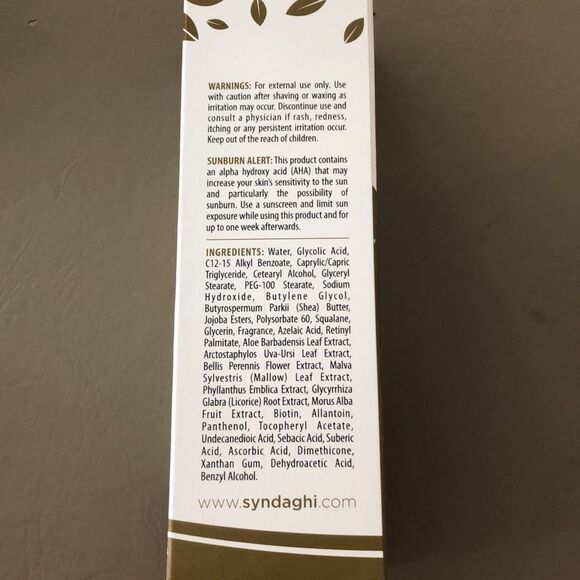 WARNINGS: For external use only. Use
with caution after shaving or waxing as
irritation may occur. Discontinue use and
consult a physician if rash, redness,
itching or any persistent irritation occur.
Keep out of the reach of children.
SUNBURN ALERT: This product contains
an alpha hydroxy acid (AHA) that may
increase your skin's sensitivity to the sun
and particularly the possibility of
sunburn. Use a sunscreen and limit sun
exposure while using this product and for
up to one week afterwards.
INGREDIENTS: Water, Glycolic Acid,
C12-15 Alkyl Benzoate, Caprylic/Capric
Triglyceride, Cetearyl Alcohol, Glyceryl
Stearate, PEG-100 Stearate, Sodium
Hydroxide, Butylene Glycol,
Butyrospermum Parkii (Shea) Butter,
Jojoba Esters, Polysorbate 60, Squalane,
Glycerin, Fragrance, Azelaic Acid, Retinyl
Palmitate, Aloe Barbadensis Leaf Extract,
Arctostaphylos Uva-Ursi Leaf Extract,
Bellis Perennis Flower Extract, Malva
Sylvestris (Mallow) Leaf Extract,
Phyllanthus Emblica Extract, Glycyrrhiza
Glabra (Licorice) Root Extract, Morus Alba
Fruit Extract, Biotin, Allantoin,
Panthenol, Tocopheryl Acetate,
Undecanedioic Acid, Sebacic Acid, Suberic
Acid, Ascorbic Acid, Dimethicone,
Xanthan Gum, Dehydroacetic Acid,
Benzyl Alcohol.
www.syndaghi.com